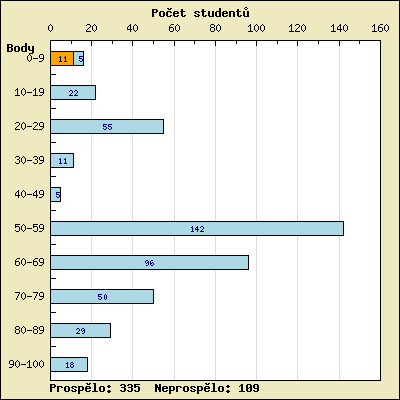 Počet studentů
0 20 40 60 80 100 120 140 160
Body
0-9 11 5
10-19 22
20-29 55
30-39 11
40-49 5
50-59 142
60-69 96
70-79 50
80-89 29
90-100 18
Prospělo: 335 Neprospělo: 109